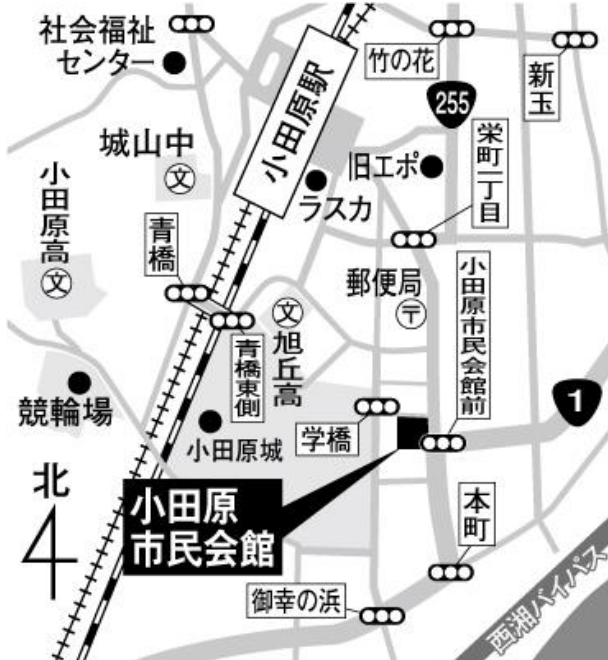 社会福祉
センター
竹の花
新玉
255
小田原駅
城山中
文
旧エポ
栄町一丁目
ラスカ
小田原高
文
青橋
郵便局
〒
小田原市民会館前
文
旭丘高
青橋東側
競輪場
小田原城
学橋
1
北
小田原
市民会館
本町
御幸の浜
西湘バイパス